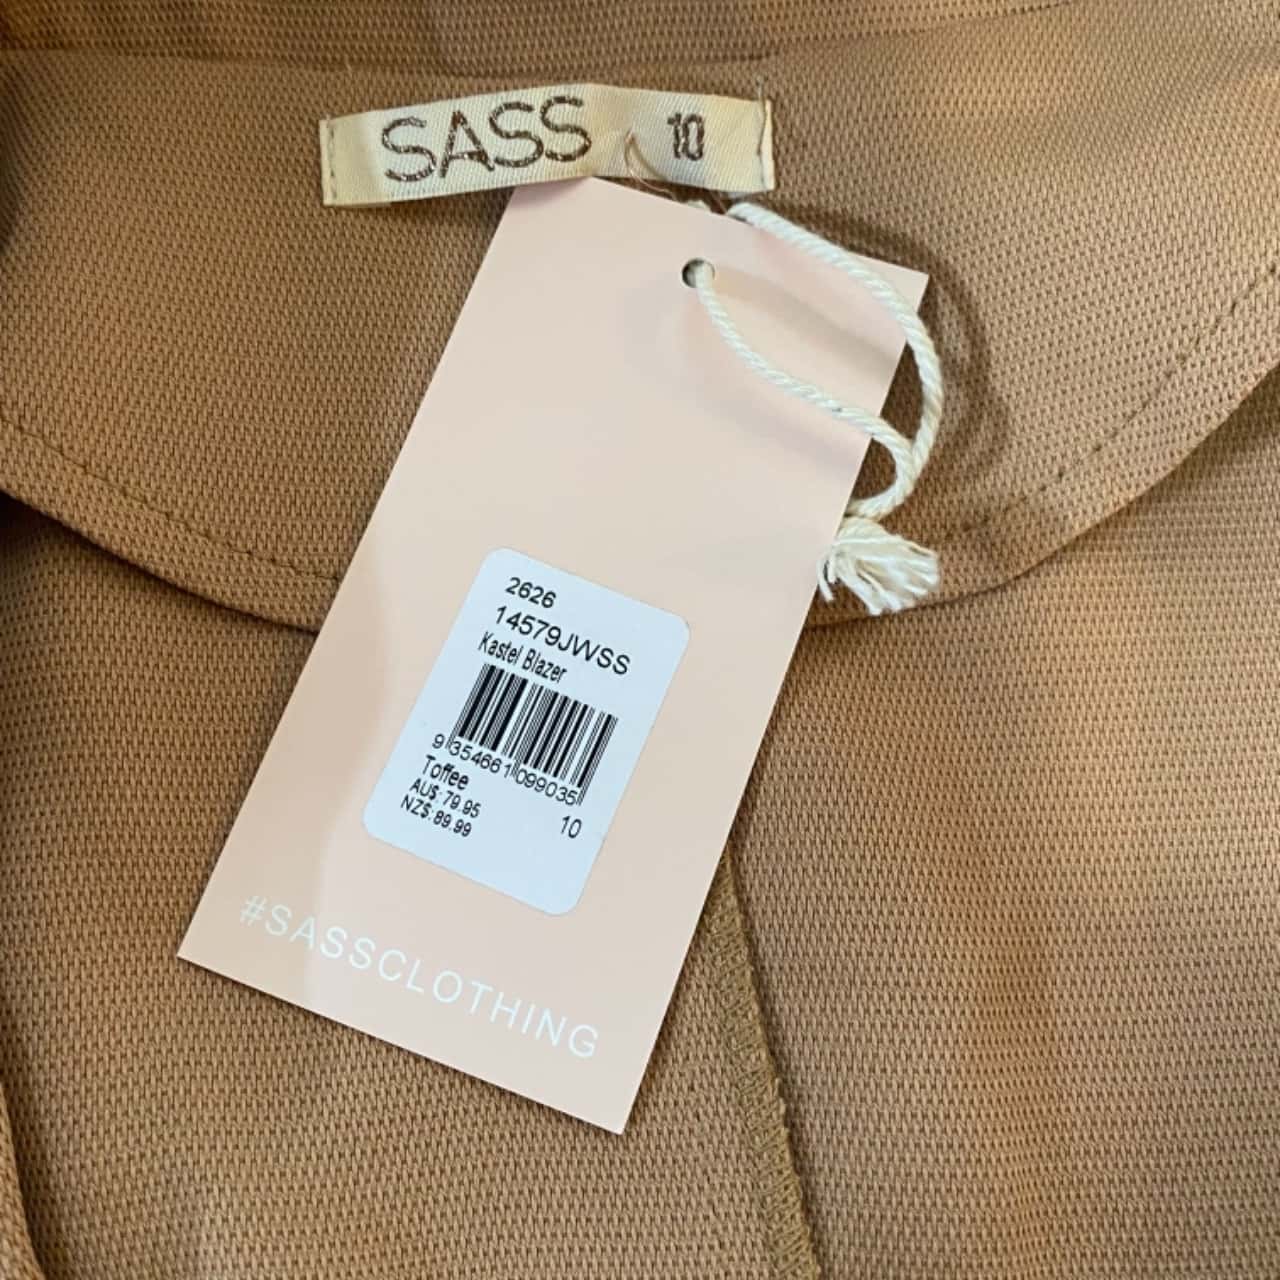 SASS 10
2626
14579JWSS
Kastel Blazer
9 354661 099035
Toffee
AU$: 79.95
NZ$: 89.99
10
#SASSCLOTHING